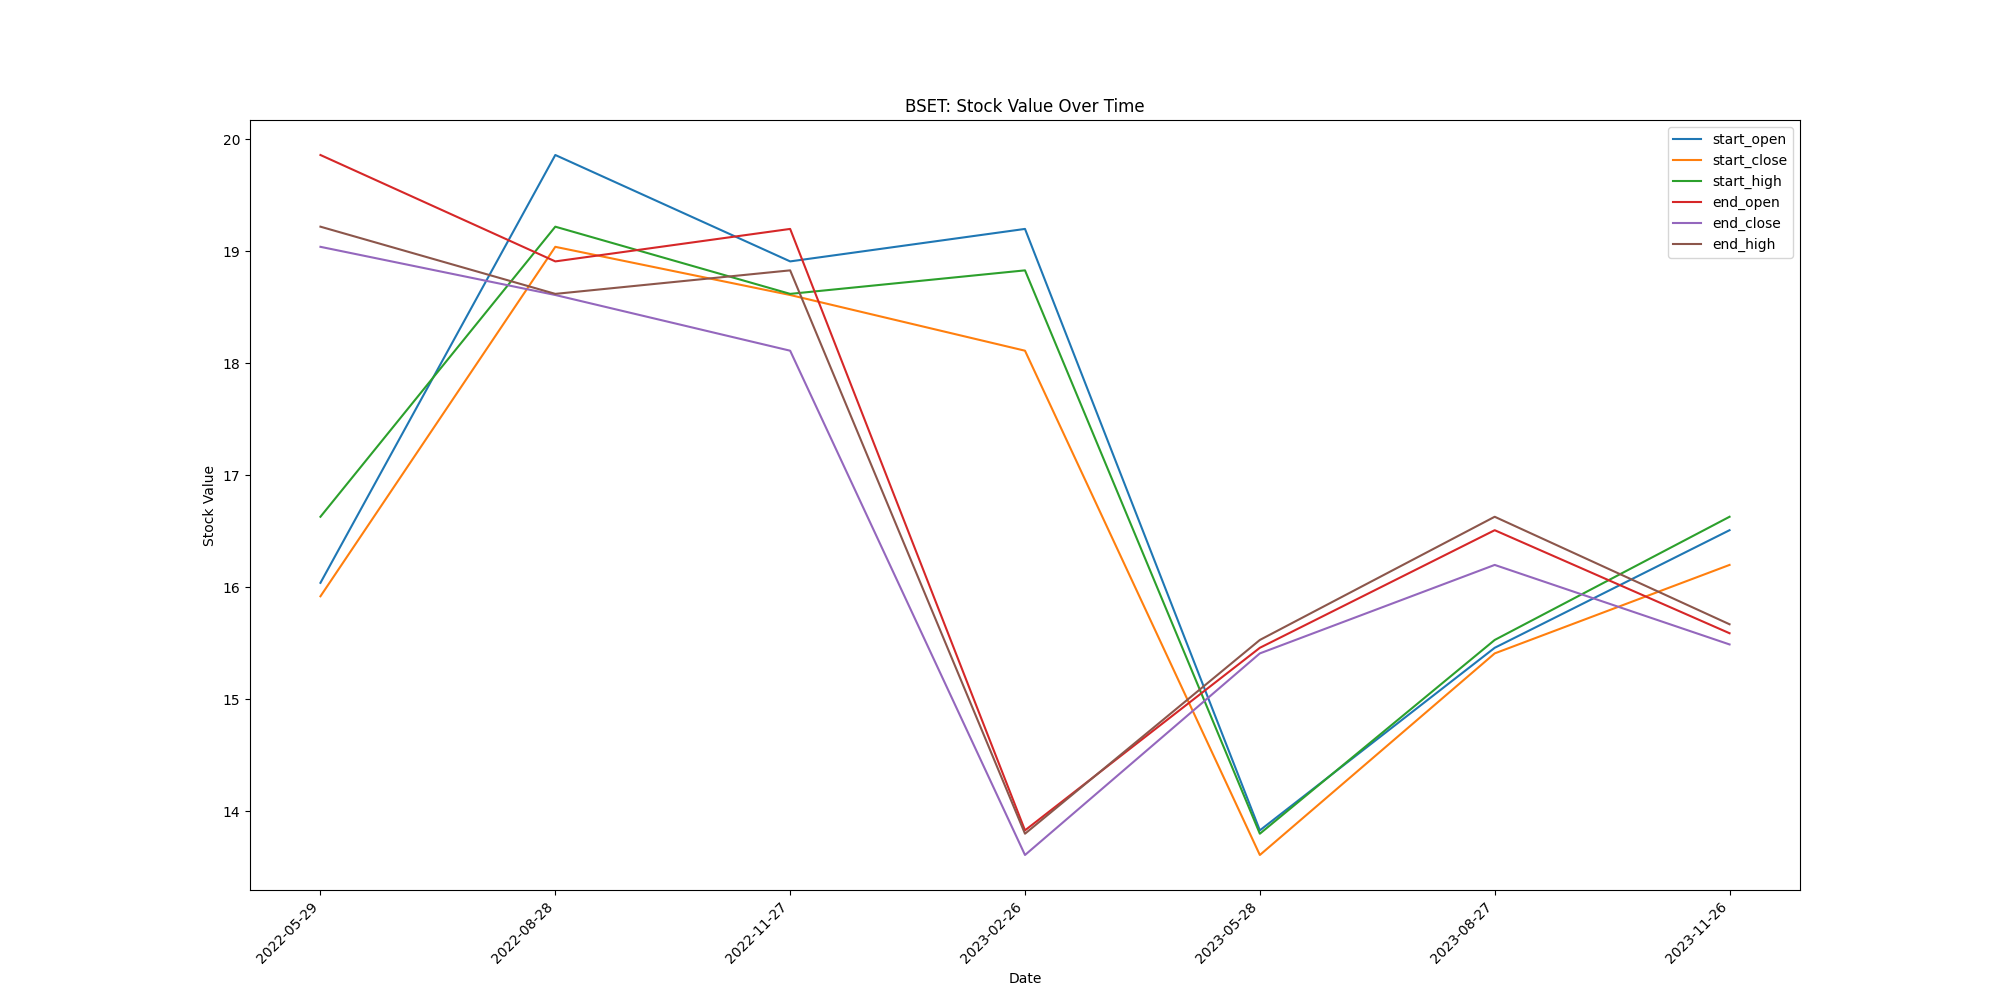 BSET: Stock Value Over Time
20
19
18
17
16
15
14
Stock Value
start_open
start_close
start_high
end_open
end_close
end_high
2022-05-29
2022-08-28
2022-11-27
2023-02-26
2023-05-28
2023-08-27
2023-11-26
Date